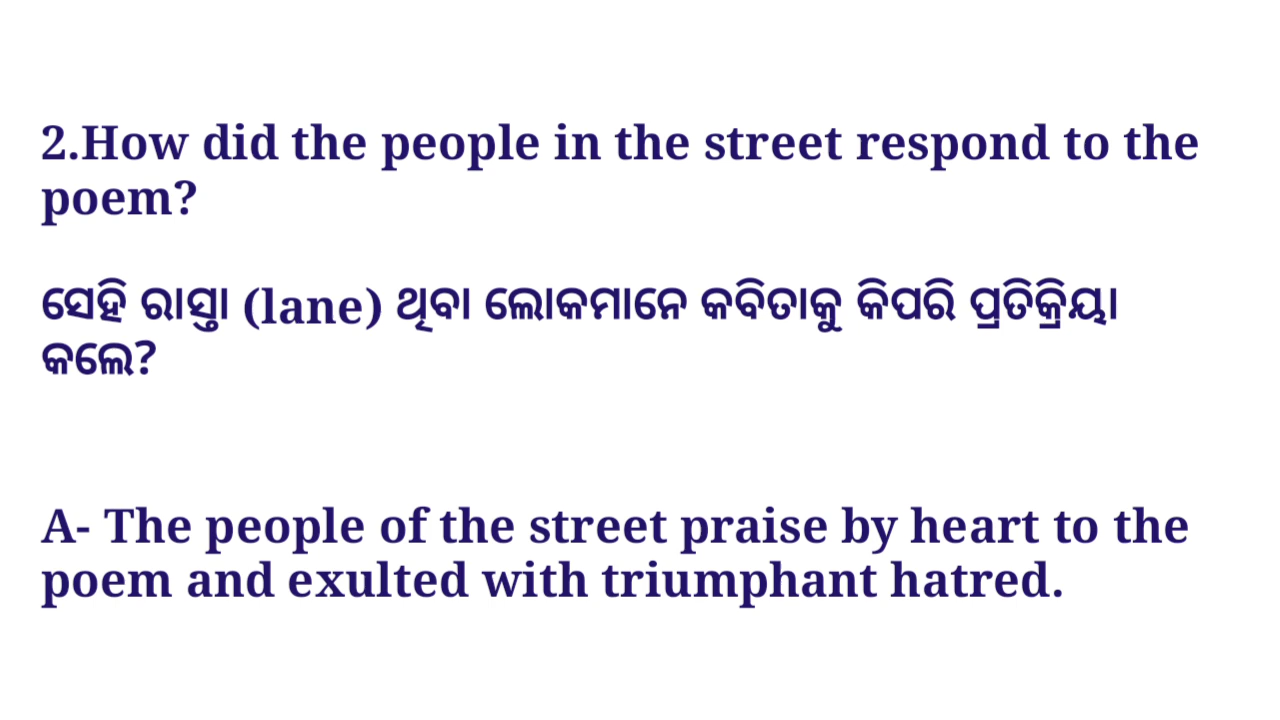 2.How did the people in the street respond to the
poem?
ସେହି ରାସ୍ତା (lane) ଥିବା ଲୋକମାନେ କବିତାକୁ କିପରି ପ୍ରତିକ୍ରିୟା
କଲେ?
A- The people of the street praise by heart to the
poem and exulted with triumphant hatred.